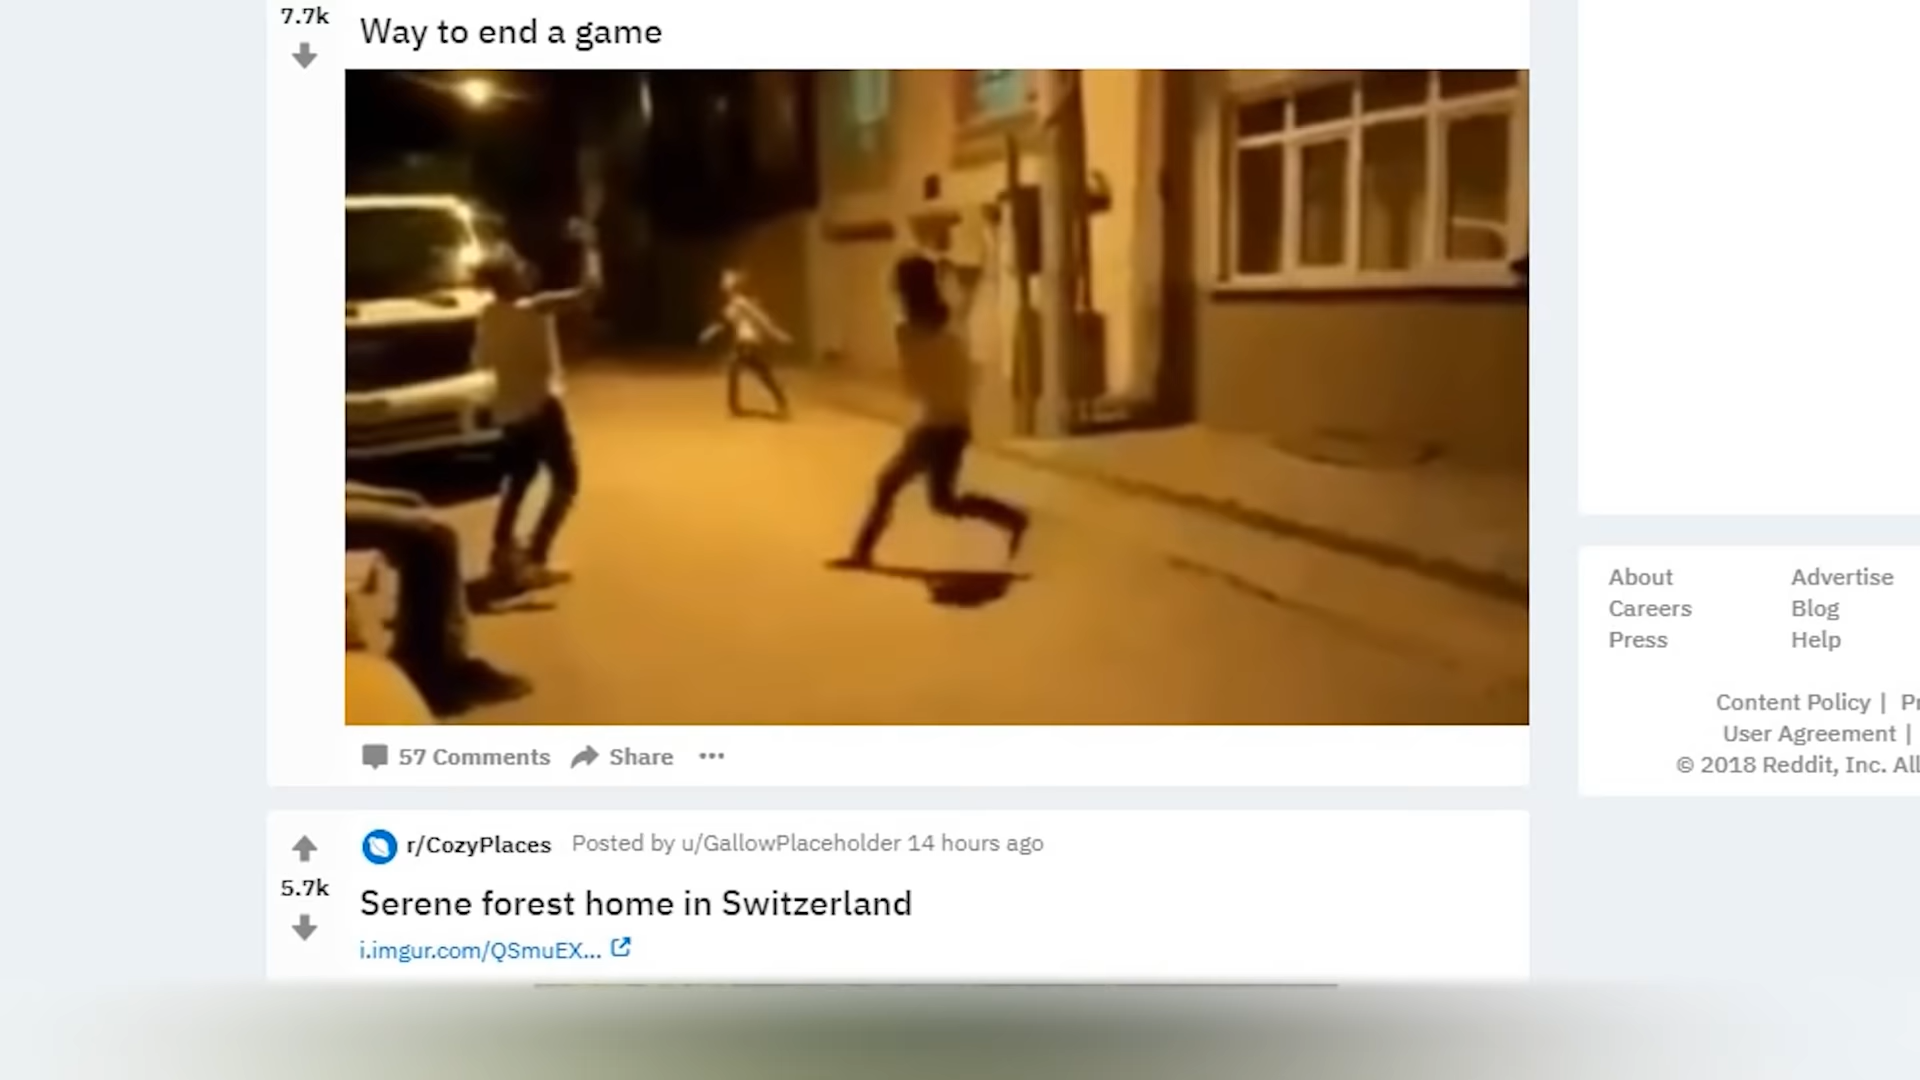 7.7k
Way to end a game
57 Comments Share
r/CozyPlaces Posted by u/GallowPlaceholder 14 hours ago
5.7k
Serene forest home in Switzerland
i.imgur.com/QSmuEX...
About Advertise
Careers Blog
Press Help
Content Policy |
User Agreement |
© 2018 Reddit, Inc. All